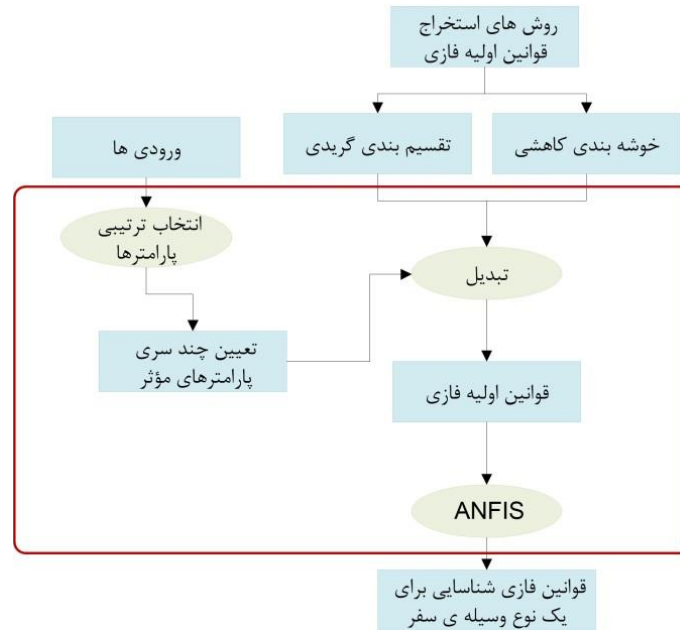 روش های استخراج
قوانین اولیه فازی
خوشه بندی کاهشی
تقسیم بندی گریدی
ورودی ها
انتخاب ترتیبی
پارامترها
تبدیل
تعیین چند سری
پارامترهای مؤثر
قوانین اولیه فازی
ANFIS
قوانین فازی شناسایی برای
یک نوع وسیله ی سفر